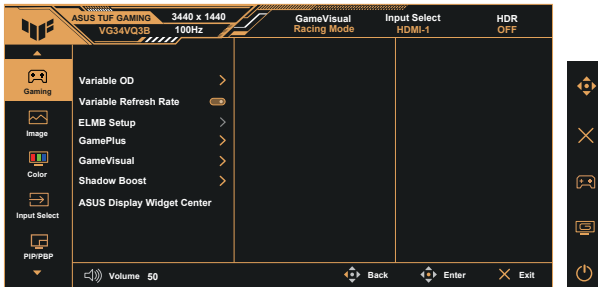 ASUS TUF GAMING 3440 x 1440 GameVisual Input Select HDR
VG34VQ3B 100Hz Racing Mode HDMI-1 OFF
Gaming
Image
Color
Input Select
PIP/PBP
Variable OD
Variable Refresh Rate
ELMB Setup
GamePlus
GameVisual
Shadow Boost
ASUS Display Widget Center
Volume 50 Back Enter Exit